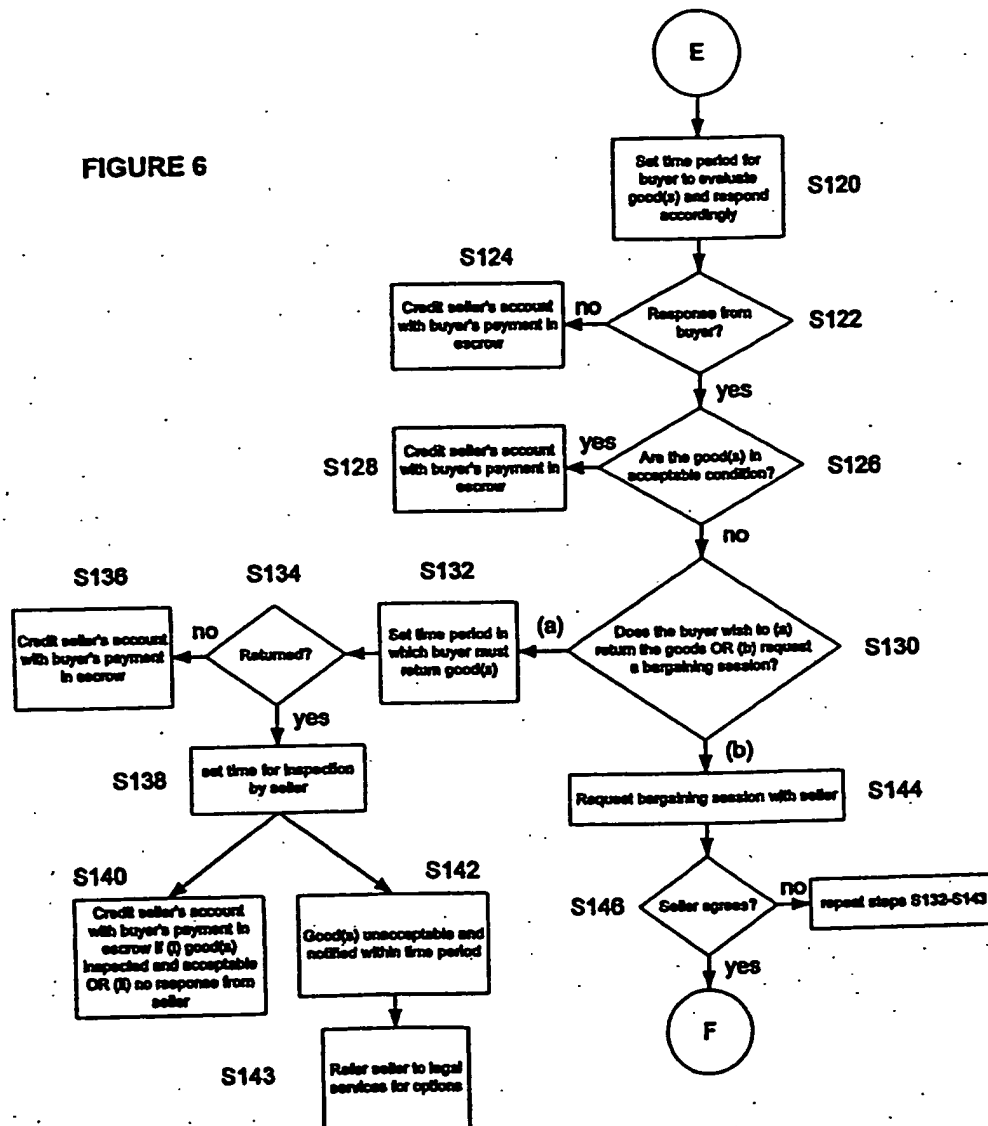 E
FIGURE 6
Set time period for
buyer to evaluate
good(s) and respond
accordingly
S120
S124
Credit seller's account
with buyer's payment in
escrow
no
Response from
buyer?
S122
yes
S128
Credit seller's account
with buyer's payment in
escrow
yes
Are the good(s) in
acceptable condition?
S126
no
S136
S134
S132
Credit seller's account
with buyer's payment
in escrow
no
Returned?
Set time period in
which buyer must
return good(s)
(a)
Does the buyer wish to (a)
return the goods OR (b) request
a bargaining session?
S130
yes
(b)
S138
set time for inspection
by seller
Request bargaining session with seller
S144
S140
S142
Credit seller's account
with buyer's payment in
escrow if (i) good(s)
inspected and acceptable
OR (ii) no response from
seller
Good(s) unacceptable and
notified within time period
S146
Seller agrees?
no
repeat steps S132-S143
yes
F
S143
Refer seller to legal
services for options